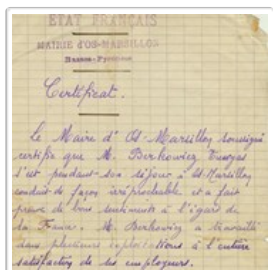 ETAT FRANÇAIS
MAIRIE d'OS-MARSILLON
Basses-Pyrénées
Certificat.
Le Maire d'Os-Marsillon soussigné
certifie que M. Berkowicz
s'est pendant son séjour à Os-Marsillon
conduit de façon irréprochable et a fait
preuve de bons sentiments à l'égard de
la France. M. Berkowicz a travaillé
dans plusieurs exploitations à l'entière
satisfaction de ses employeurs.